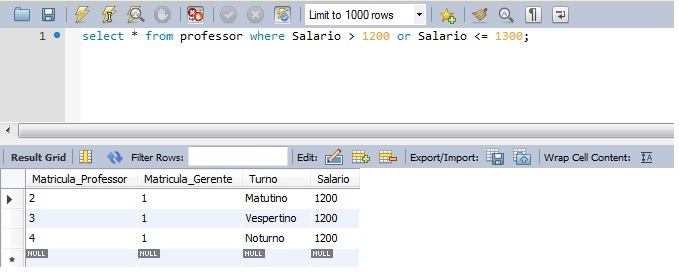 Limit to 1000 rows
1 select * from professor where Salario > 1200 or Salario <= 1300;
Result Grid Filter Rows: Edit: Export/Import: Wrap Cell Content: IA
Matricula_Professor Matricula_Gerente Turno Salario
2 1 Matutino 1200
3 1 Vespertino 1200
4 1 Noturno 1200
NULL NULL NULL NULL